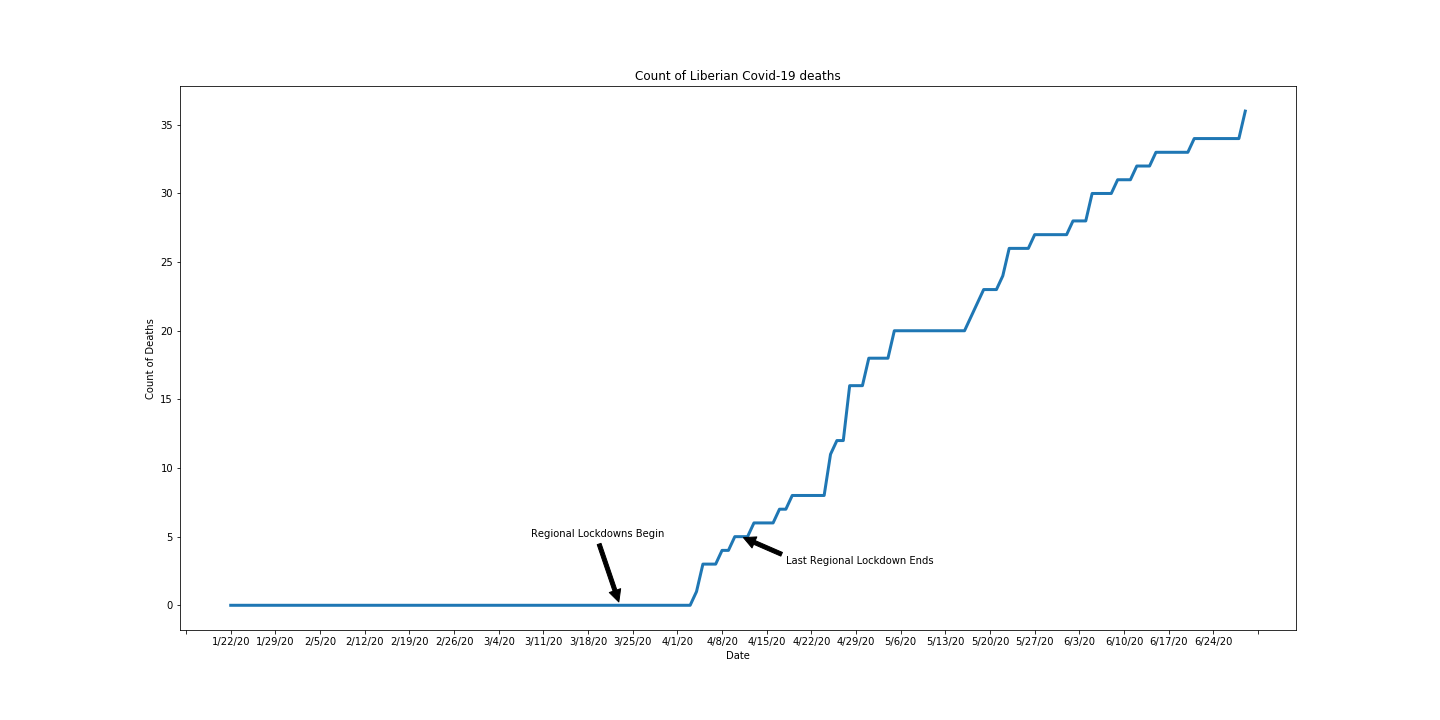 Count of Liberian Covid-19 deaths
35
30
25
20
15
10
5
0
Count of Deaths
Regional Lockdowns Begin
Last Regional Lockdown Ends
1/22/20 1/29/20 2/5/20 2/12/20 2/19/20 2/26/20 3/4/20 3/11/20 3/18/20 3/25/20 4/1/20 4/8/20 4/15/20 4/22/20 4/29/20 5/6/20 5/13/20 5/20/20 5/27/20 6/3/20 6/10/20 6/17/20 6/24/20
Date